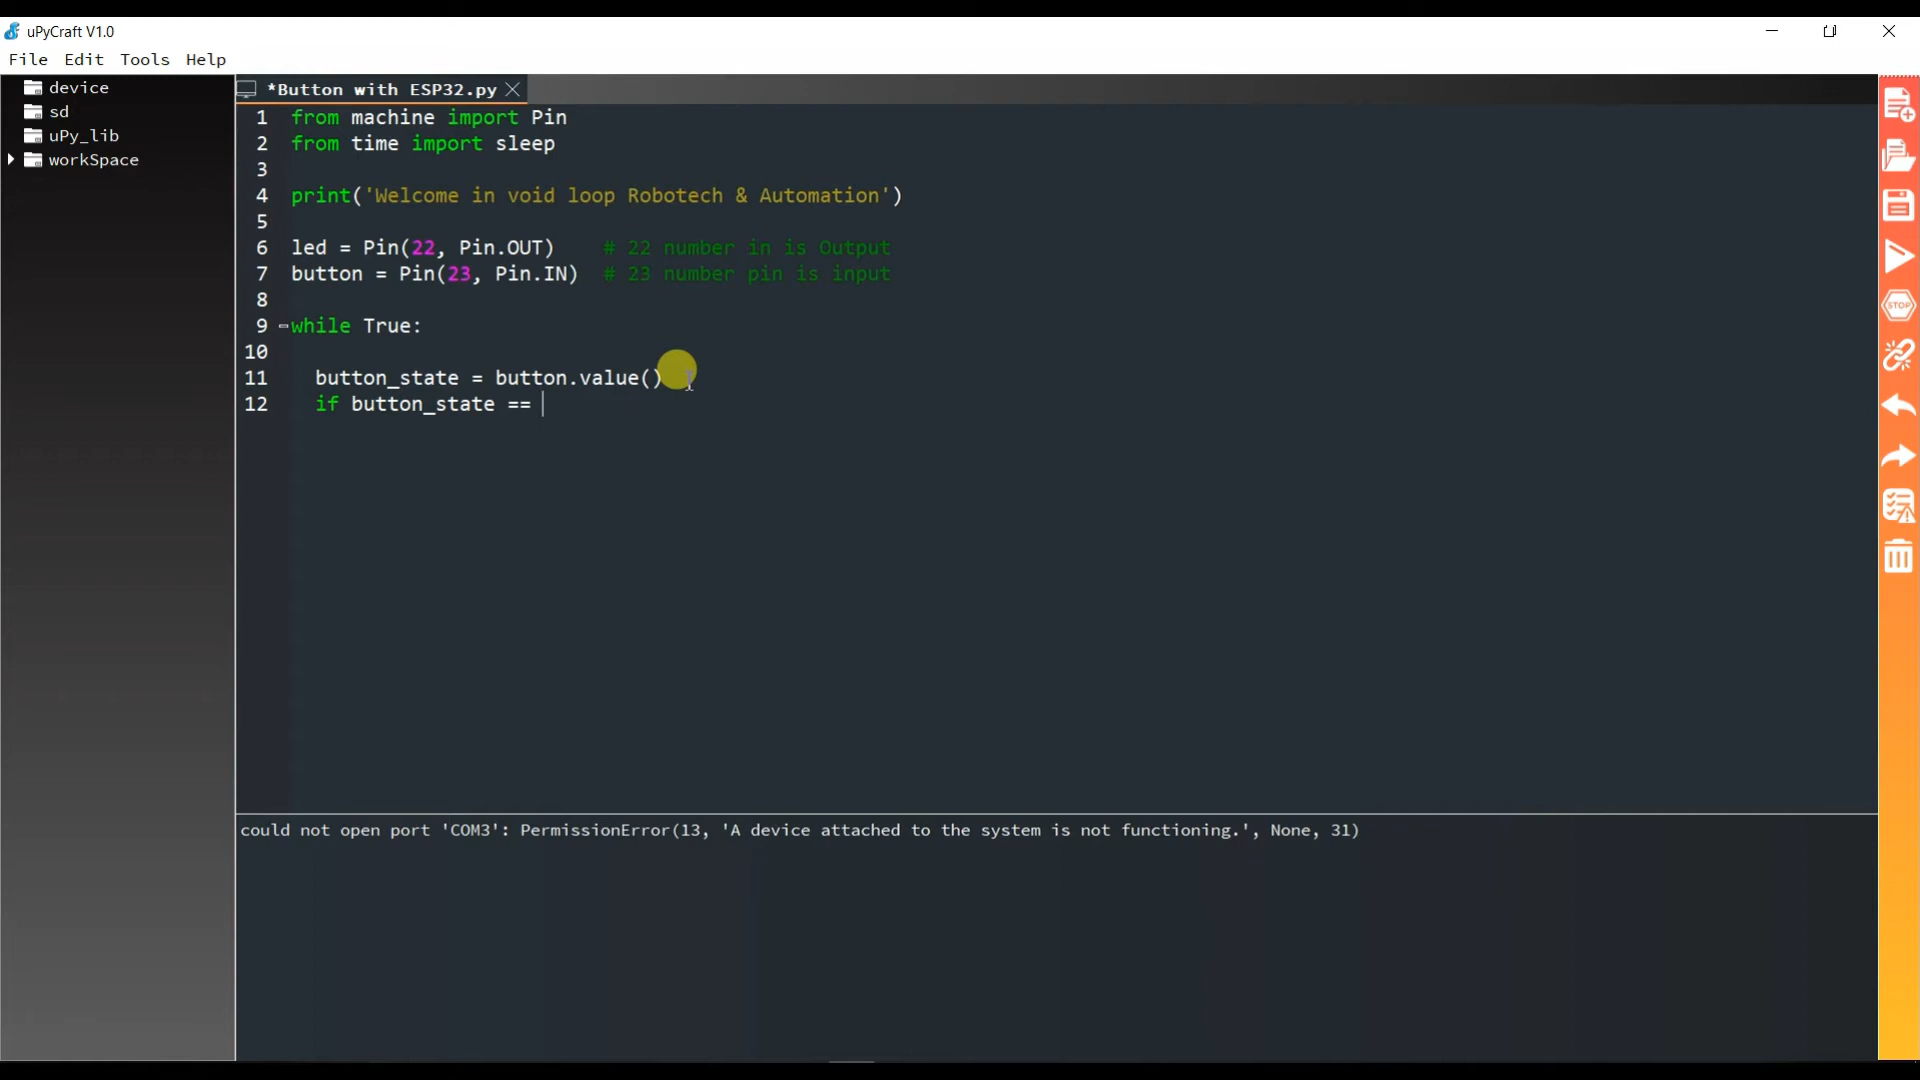 uPyCraft V1.0
File Edit Tools Help
device
sd
uPy_lib
workSpace
*Button with ESP32.py
1 from machine import Pin
2 from time import sleep
3
4 print('Welcome in void loop Robotech & Automation')
5
6 led = Pin(22, Pin.OUT)    # 22 number in is Output
7 button = Pin(23, Pin.IN)  # 23 number pin is input
8
9 while True:
10
11   button_state = button.value()
12   if button_state ==
could not open port 'COM3': PermissionError(13, 'A device attached to the system is not functioning.', None, 31)
STOP